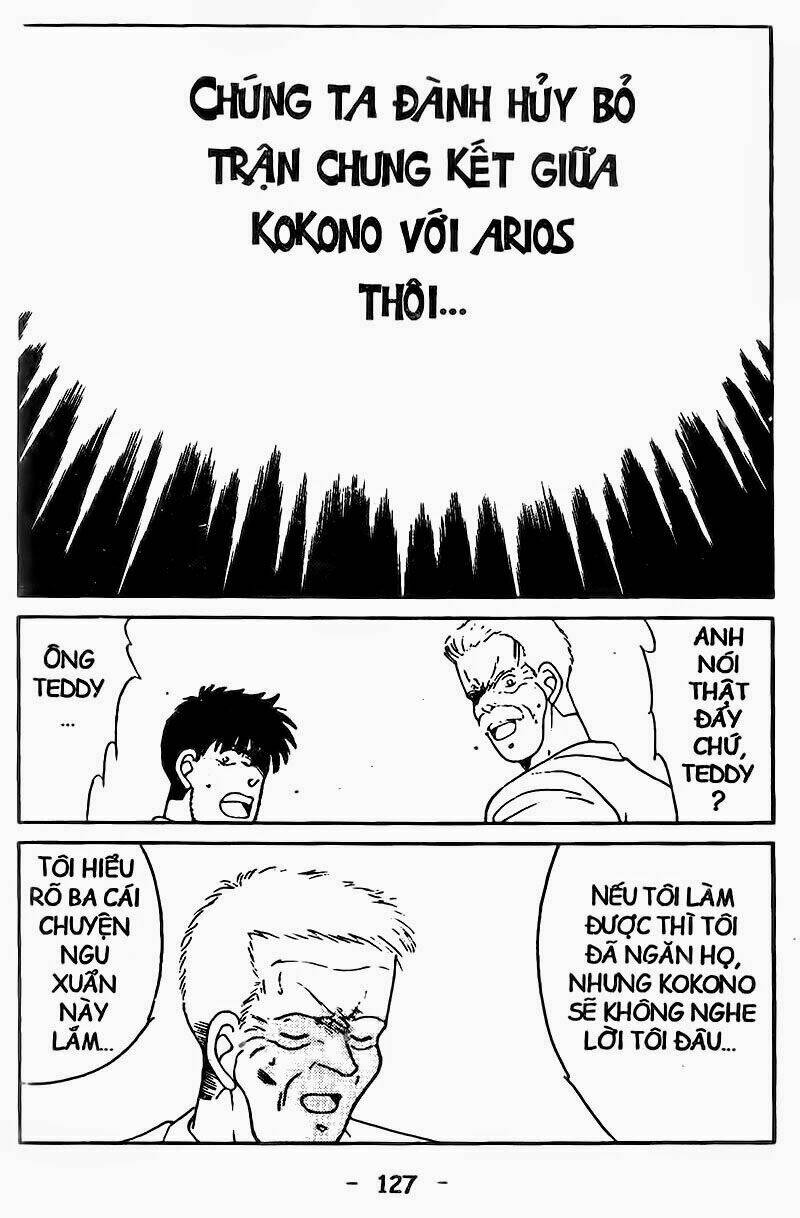 CHÚNG TA ĐÀNH HỦY BỎ
TRẬN CHUNG KẾT GIỮA
KOKONO VỚI ARIOS
THÔI...
ANH
NÓI
THẬT
ĐẤY
CHỨ,
TEDDY
?
ÔNG
TEDDY
...
NẾU TÔI LÀM
ĐƯỢC THÌ TÔI
ĐÃ NGĂN HỌ,
NHƯNG KOKONO
SẼ KHÔNG NGHE
LỜI TÔI ĐÂU...
TÔI HIỂU
RÕ BA CÁI
CHUYỆN
NGU
XUẨN
NÀY
LẮM...
- 127 -